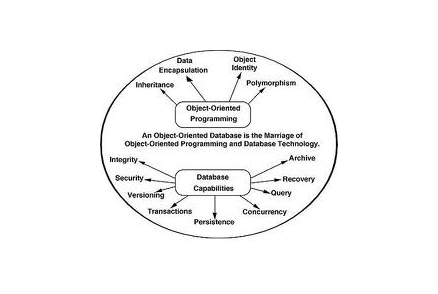 Data
Encapsulation
Object
Identity
Inheritance
Polymorphism
Object-Oriented
Programming
An Object-Oriented Database is the Marriage of
Object-Oriented Programming and Database Technology.
Integrity
Archive
Security
Database
Capabilities
Recovery
Versioning
Query
Transactions
Concurrency
Persistence